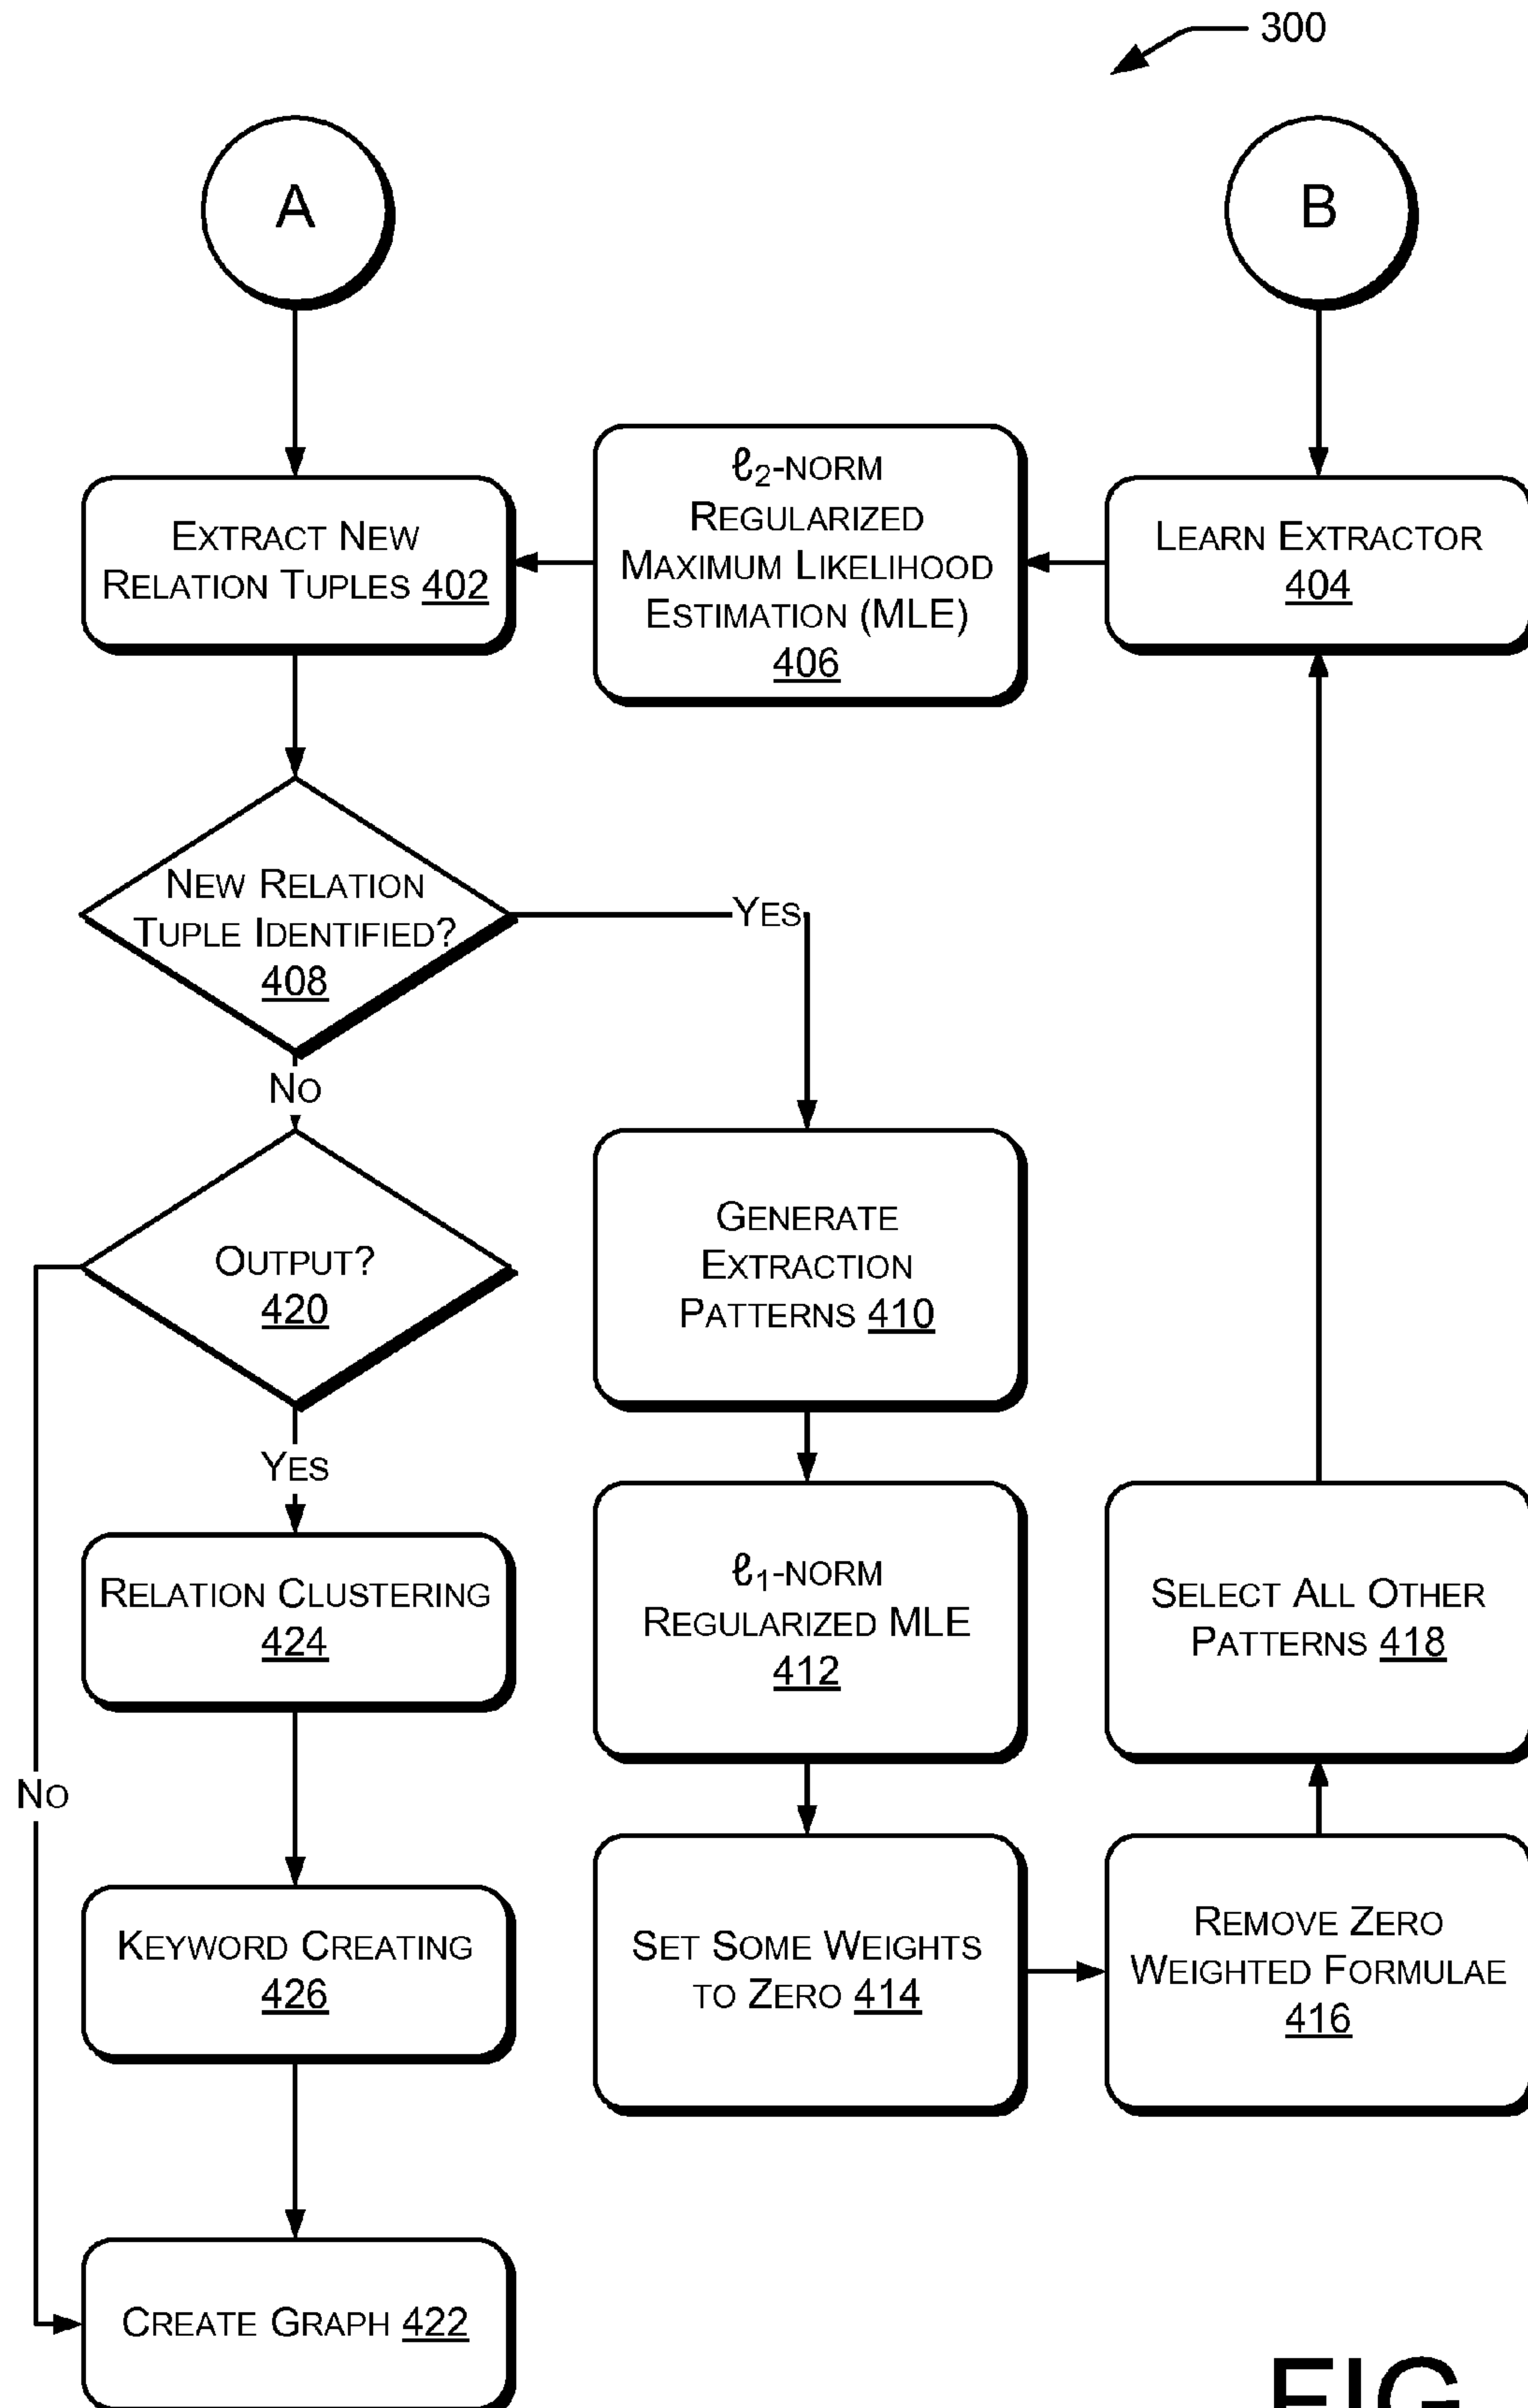 300
A
B
EXTRACT NEW
RELATION TUPLES 402
ℓ2-NORM
REGULARIZED
MAXIMUM LIKELIHOOD
ESTIMATION (MLE)
406
LEARN EXTRACTOR
404
NEW RELATION
TUPLE IDENTIFIED?
408
YES
NO
OUTPUT?
420
GENERATE
EXTRACTION
PATTERNS 410
YES
RELATION CLUSTERING
424
ℓ1-NORM
REGULARIZED MLE
412
SELECT ALL OTHER
PATTERNS 418
NO
KEYWORD CREATING
426
SET SOME WEIGHTS
TO ZERO 414
REMOVE ZERO
WEIGHTED FORMULAE
416
CREATE GRAPH 422
FIG